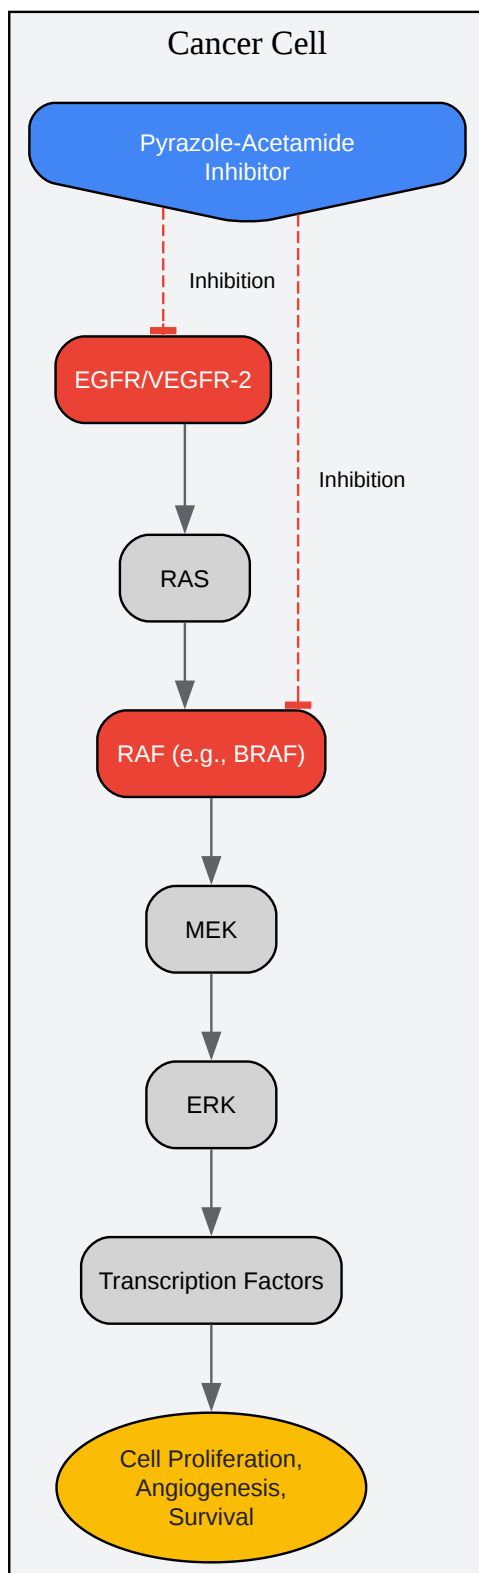 Cancer Cell
Pyrazole-Acetamide
Inhibitor
Inhibition
EGFR/VEGFR-2
Inhibition
RAS
RAF (e.g., BRAF)
MEK
ERK
Transcription Factors
Cell Proliferation,
Angiogenesis,
Survival